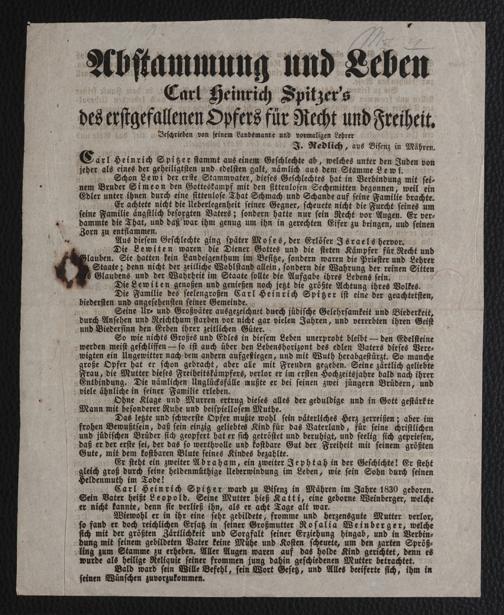 Abstammung und Leben
Carl Heinrich Spitzer's
des erstgefallenen Opfers für Recht und Freiheit.
Beschrieben von seinem Landsmanne und vormaligen Lehrer
J. Redlich, aus Bisenz in Mähren.
Carl Heinrich Spitzer stammt aus einem Geschlechte ab, welches unter den Juden von
jeher als eines der geheiligtsten und edelsten galt, nämlich aus dem Stamme Lewi.
Schon Lewi der erste Stammvater, dieses Geschlechtes hat in Verbindung mit sei-
nem Bruder Simeon den Gotteskampf mit den sittenlosen Sechemitten begonnen, weil ein
Edler unter ihnen durch eine sittenlose That Schmach und Schande auf seine Familie brachte.
Er achtete nicht die Ueberlegenheit seiner Gegner, scheute nicht die Furcht seines um
seine Familie ängstlich besorgten Vaters; sondern hatte nur sein Recht vor Augen. Er ver-
dammte die That, und daß war ihm genug um ihn in gerechten Eifer zu bringen, und seinen
Zorn zu entflammen.
Aus diesem Geschlechte ging später Moses, der Erlöser Israels hervor.
Die Lewiten waren die Diener Gottes und die steten Kämpfer für Recht und
Glauben. Sie hatten kein Landeigenthum im Besitze, sondern waren die Priester und Lehrer
Staate; denn nicht der zeitliche Wohlstand allein, sondern die Wahrung der reinen Sitten
Glaubens und der Wahrheit im Staate sollte die Aufgabe ihres Lebens sein.
Die Lewiten genoßen und genießen noch jetzt die größte Achtung ihres Volkes.
Die Familie des seelengroßen Carl Heinrich Spitzer ist eine der geachtetsten,
biedersten und angesehensten seiner Gemeinde.
Seine Ur- und Großväter ausgezeichnet durch jüdische Gelehrsamkeit und Biederkeit,
durch Ansehen und Reichthum starben vor nicht gar vielen Jahren, und vererbten ihren Geist
und Biedersinn den Erben ihrer zeitlichen Güter.
So wie nichts Großes und Edles in diesem Leben unerprobt bleibt — den Edelsteine
werden meist geschliffen — so ist auch über den Lebenshorizont des edlen Vaters dieses Vere-
wigten ein Ungewitter nach dem andern aufgestiegen, und mit Wuth herabgestürzt. So manche
große Opfer hat er schon gebracht, aber alle mit Freuden gegeben. Seine zärtlich geliebte
Frau, die Mutter dieses Freiheitskämpfers, verlor er im ersten Hochzeitsjahre bald nach ihrer
Entbindung. Die nämlichen Unglücksfälle mußte er bei seinen zwei jüngern Brüdern, und
viele ähnliche in seiner Familie erleben.
Ohne Klage und Murren ertrug dieses alles der geduldige und in Gott gestärkte
Mann mit besonderer Ruhe und beispiellosem Muthe.
Das letzte und schwerste Opfer mußte wohl sein väterliches Herz zerreißen; aber im
frohen Bewußtsein, daß sein einzig geliebtes Kind für das Vaterland, für seine christlichen
und jüdischen Brüder sich geopfert hat er sich getröstet und beruhigt, und seelig sich gepriesen,
daß er der erste sei, der das so werthvolle und kostbare Gut der Freiheit mit seinem größten
Gute, mit dem kostbaren Blute seines Kindes bezahlte.
Er steht ein zweiter Abraham, ein zweiter Jephtah in der Geschichte! Er steht
gleich groß durch seine heldenmüthige Ueberwindung im Leben, wie sein Sohn durch seinen
Heldenmuth im Tode!
Carl Heinrich Spitzer ward zu Bisenz in Mähren im Jahre 1830 geboren.
Sein Vater heißt Leopold. Seine Mutter hieß Katti, eine geborne Weinberger, welche
er nicht kannte, denn sie verließ ihn, als er acht Tage alt war.
Wiewohl er in ihr eine sehr gebildete, fromme und herzensgute Mutter verlor,
so fand er doch reichlichen Ersatz in seiner Großmutter Rosalia Weinberger, welche
sich mit der größten Zärtlichkeit und Sorgfalt seiner Erziehung hingab, und in Verbin-
dung mit seinem gebildeten Vater keine Mühe und Kosten scheuete, um den zarten Spröß-
ling zum Stamme zu erheben. Aller Augen waren auf das holde Kind gerichtet, denn es
wurde als heilige Reliquie seiner frommen jung dahin geschiedenen Mutter betrachtet.
Bald ward sein Wille Befehl, sein Wort Gesetz, und Alles beiferte sich, ihm in
seinen Wünschen zuvorzukommen.